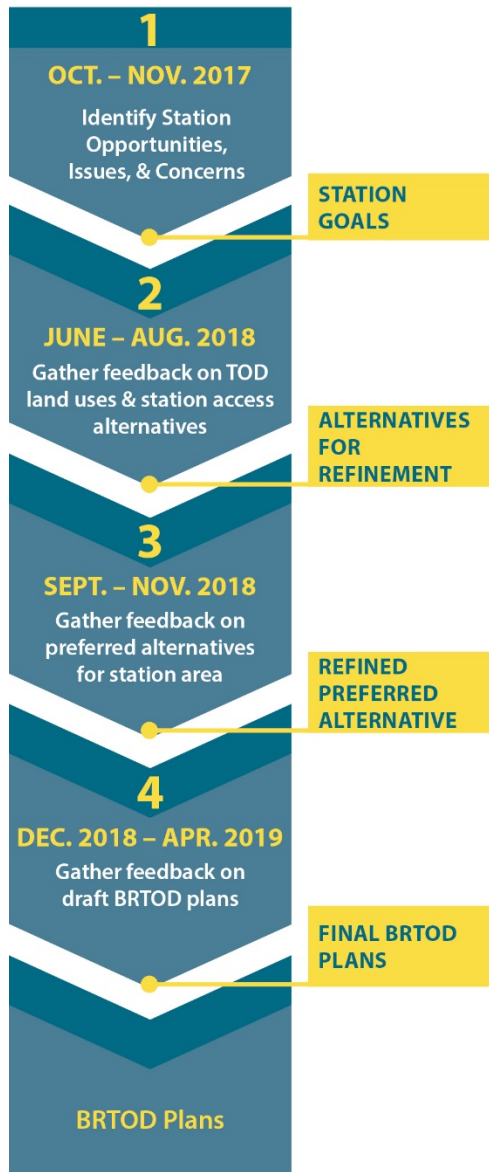 1
OCT. – NOV. 2017
Identify Station
Opportunities,
Issues, & Concerns
STATION
GOALS
2
JUNE – AUG. 2018
Gather feedback on TOD
land uses & station access
alternatives
ALTERNATIVES
FOR
REFINEMENT
3
SEPT. – NOV. 2018
Gather feedback on
preferred alternatives
for station area
REFINED
PREFERRED
ALTERNATIVE
4
DEC. 2018 – APR. 2019
Gather feedback on
draft BRTOD plans
FINAL BRTOD
PLANS
BRTOD Plans